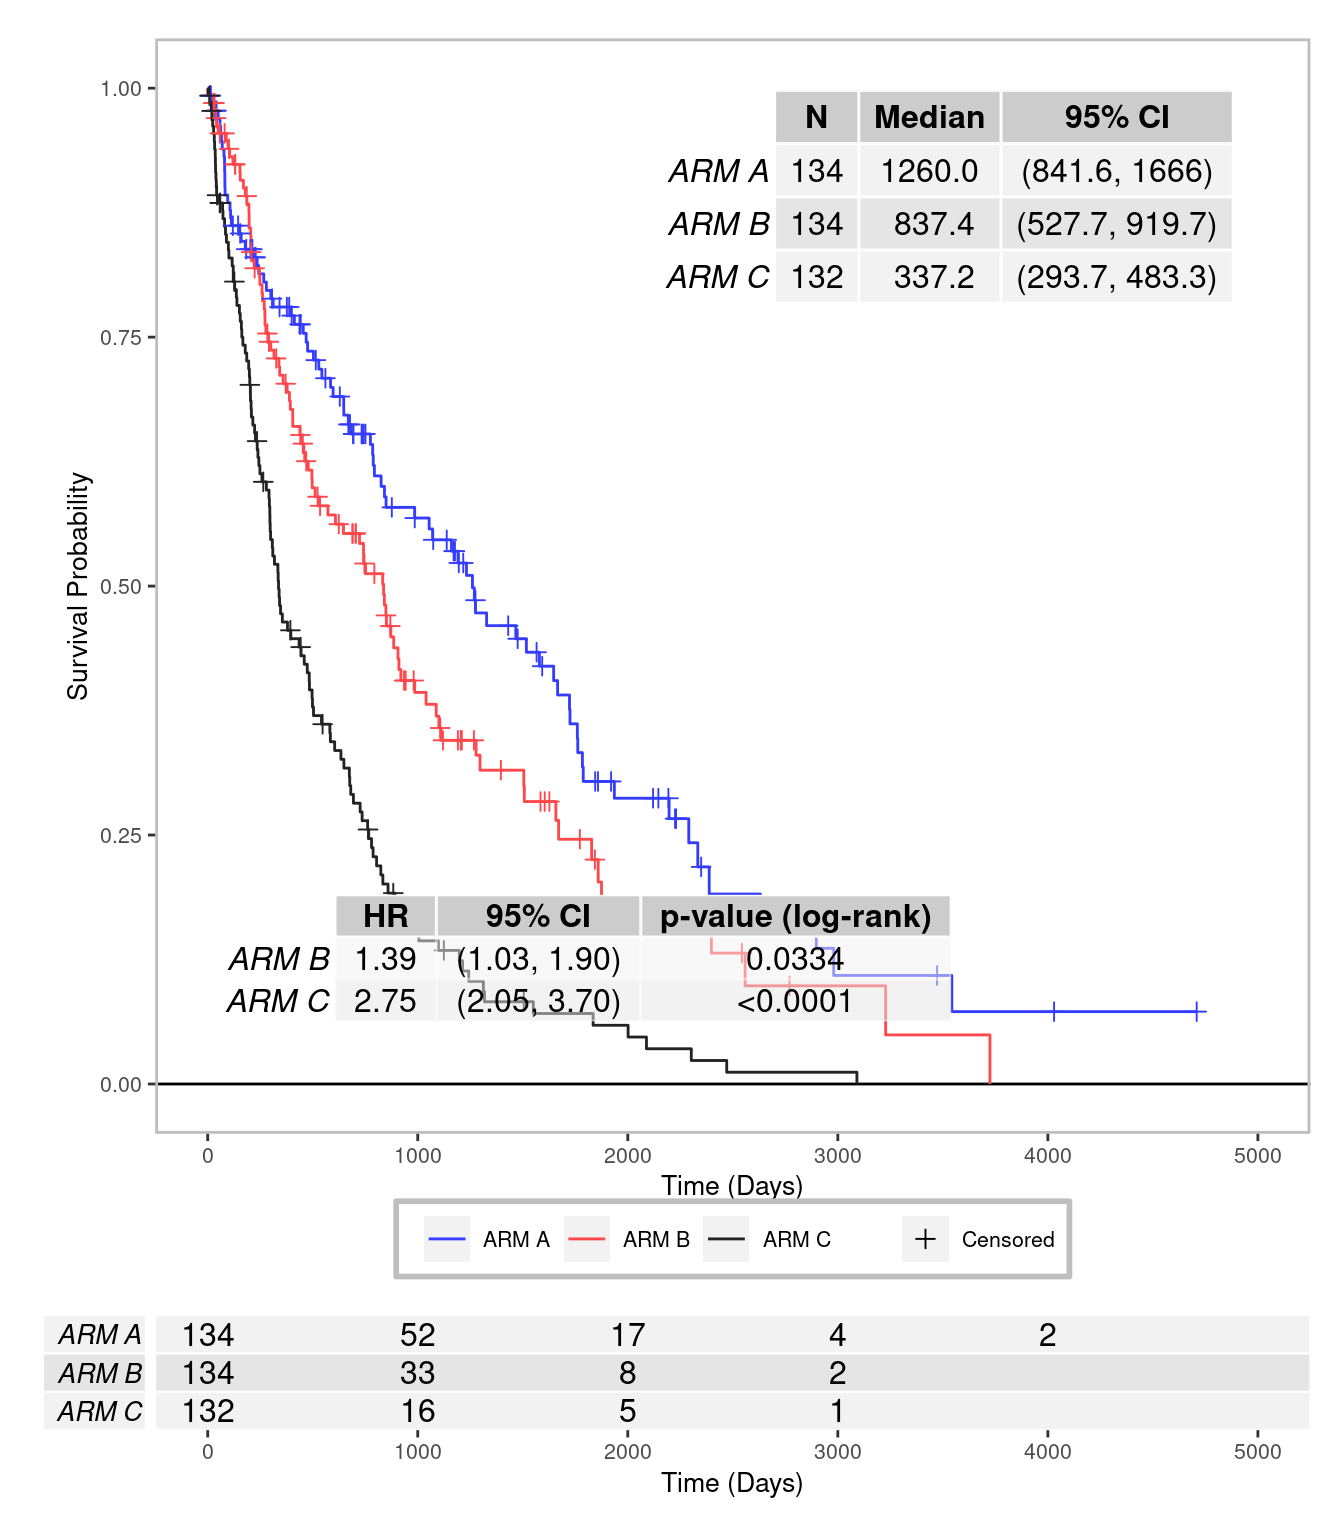 1.00
0.75
0.50
0.25
0.00
Survival Probability
N Median 95% CI
ARM A 134 1260.0 (841.6, 1666)
ARM B 134 837.4 (527.7, 919.7)
ARM C 132 337.2 (293.7, 483.3)
HR 95% CI p-value (log-rank)
ARM B 1.39 (1.03, 1.90) 0.0334
ARM C 2.75 (2.05, 3.70) <0.0001
0 1000 2000 3000 4000 5000
Time (Days)
ARM A ARM B ARM C Censored
ARM A 134 52 17 4 2
ARM B 134 33 8 2
ARM C 132 16 5 1
0 1000 2000 3000 4000 5000
Time (Days)